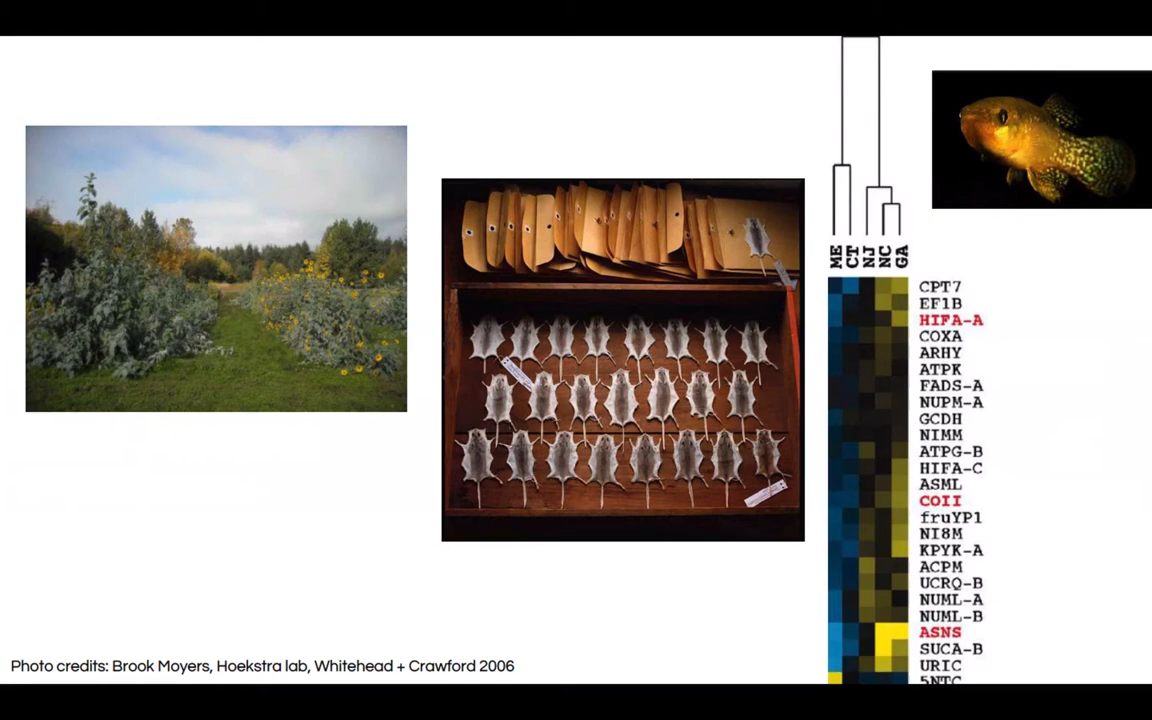 ME CT NJ NC GA
CPT7
EF1B
HIFA-A
COXA
ARHY
ATPK
FADS-A
NUPM-A
GCDH
NIMM
ATPG-B
HIFA-C
ASML
COII
fruYP1
NI8M
KPYK-A
ACPM
UCRQ-B
NUML-A
NUML-B
ASNS
SUCA-B
URIC
5NTC
Photo credits: Brook Moyers, Hoekstra lab, Whitehead + Crawford 2006